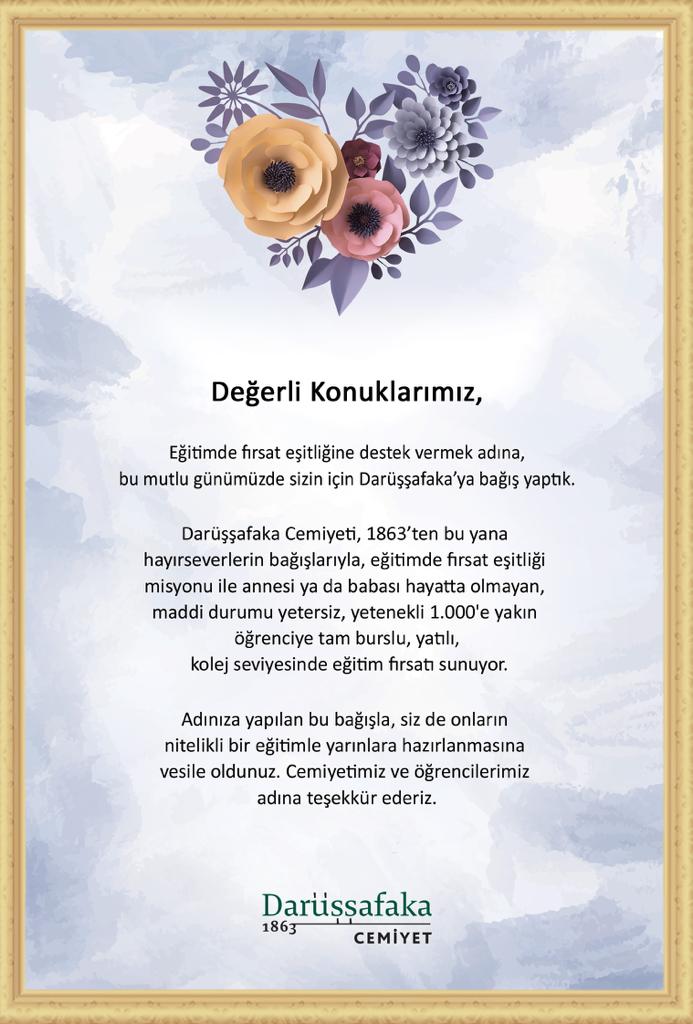 Değerli Konuklarımız,
Eğitimde fırsat eşitliğine destek vermek adına,
bu mutlu günümüzde sizin için Darüşşafaka’ya bağış yaptık.
Darüşşafaka Cemiyeti, 1863’ten bu yana
hayırseverlerin bağışlarıyla, eğitimde fırsat eşitliği
misyonu ile annesi ya da babası hayatta olmayan,
maddi durumu yetersiz, yetenekli 1.000'e yakın
öğrenciye tam burslu, yatılı,
kolej seviyesinde eğitim fırsatı sunuyor.
Adınıza yapılan bu bağışla, siz de onların
nitelikli bir eğitimle yarınlara hazırlanmasına
vesile oldunuz. Cemiyetimiz ve öğrencilerimiz
adına teşekkür ederiz.
Darüşşafaka
1863
CEMİYET